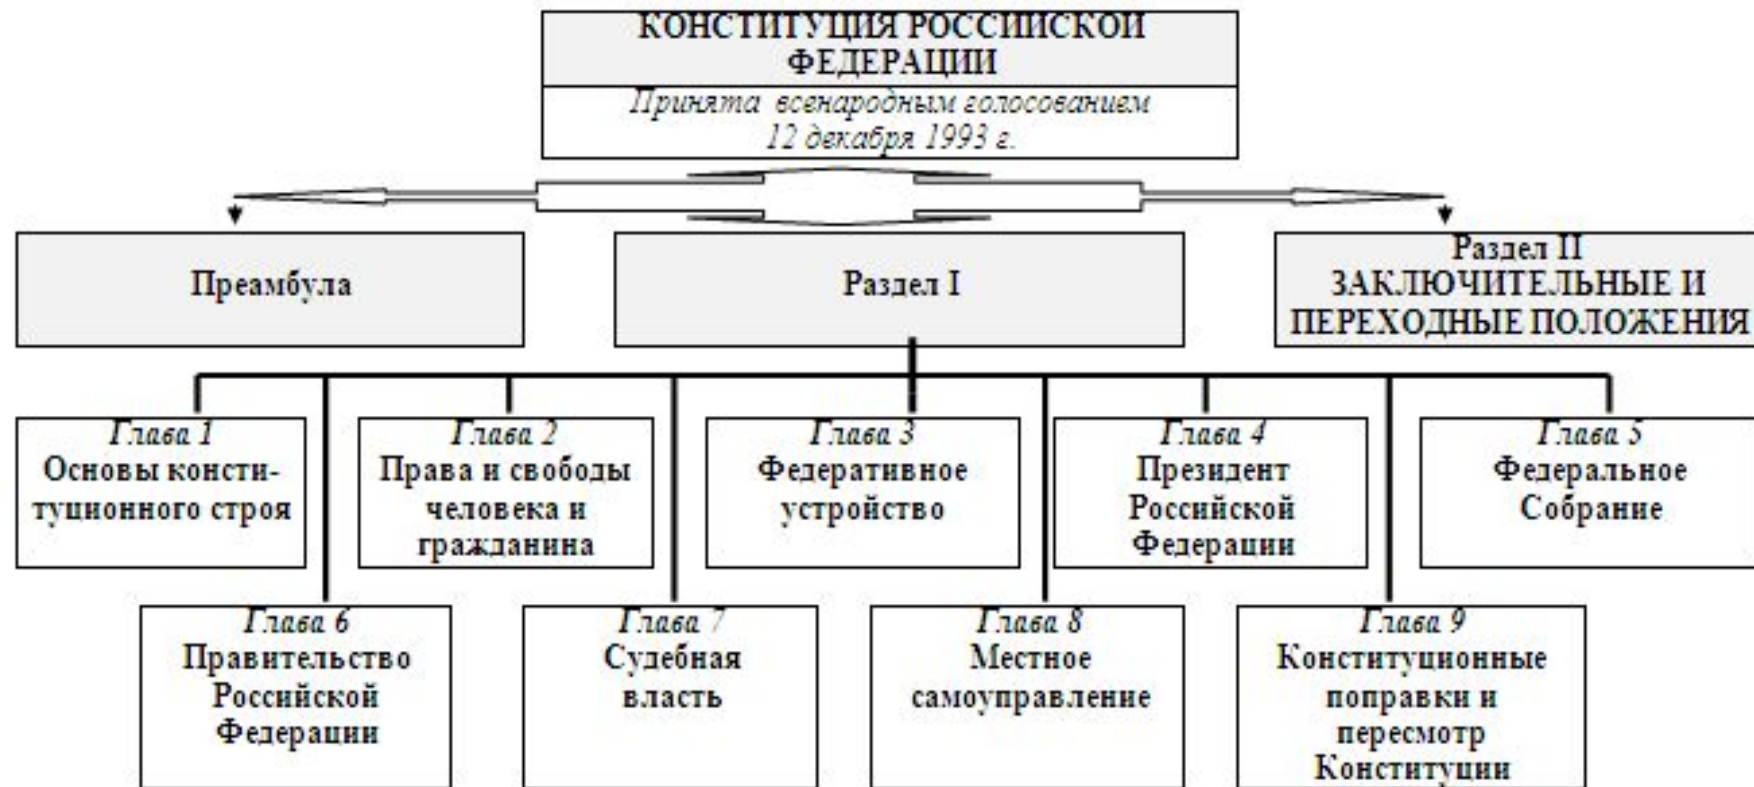 КОНСТИТУЦИЯ РОССИЙСКОЙ
ФЕДЕРАЦИИ
Принята всенародным голосованием
12 декабря 1993 г.
Преамбула
Раздел I
Раздел II
ЗАКЛЮЧИТЕЛЬНЫЕ И
ПЕРЕХОДНЫЕ ПОЛОЖЕНИЯ
Глава 1
Основы консти-
туционного строя
Глава 2
Права и свободы
человека и
гражданина
Глава 3
Федеративное
устройство
Глава 4
Президент
Российской
Федерации
Глава 5
Федеральное
Собрание
Глава 6
Правительство
Российской
Федерации
Глава 7
Судебная
власть
Глава 8
Местное
самоуправление
Глава 9
Конституционные
поправки и
пересмотр
Конституции